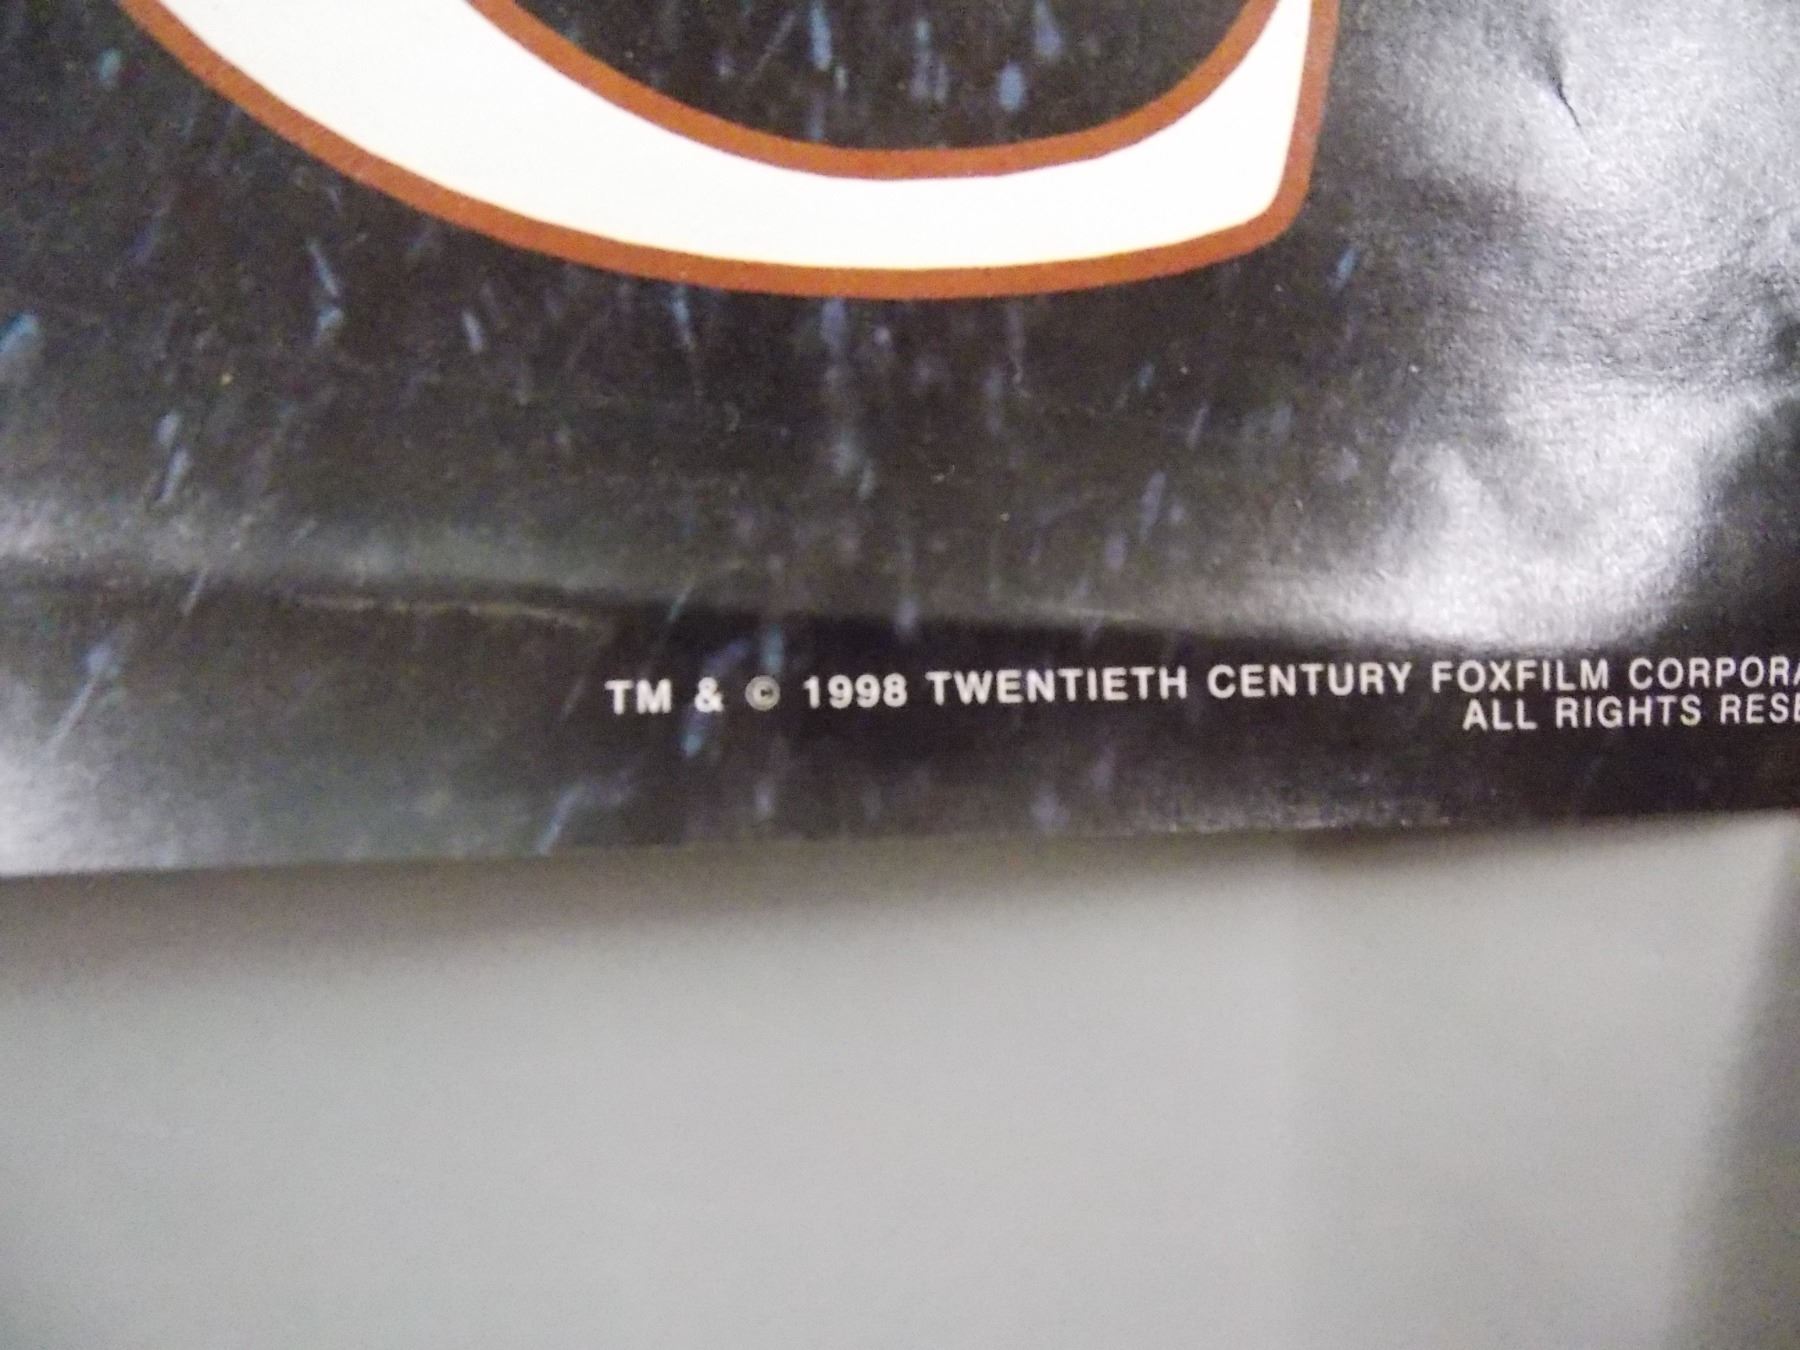 TM & © 1998 TWENTIETH CENTURY FOXFILM CORPORA
ALL RIGHTS RESE